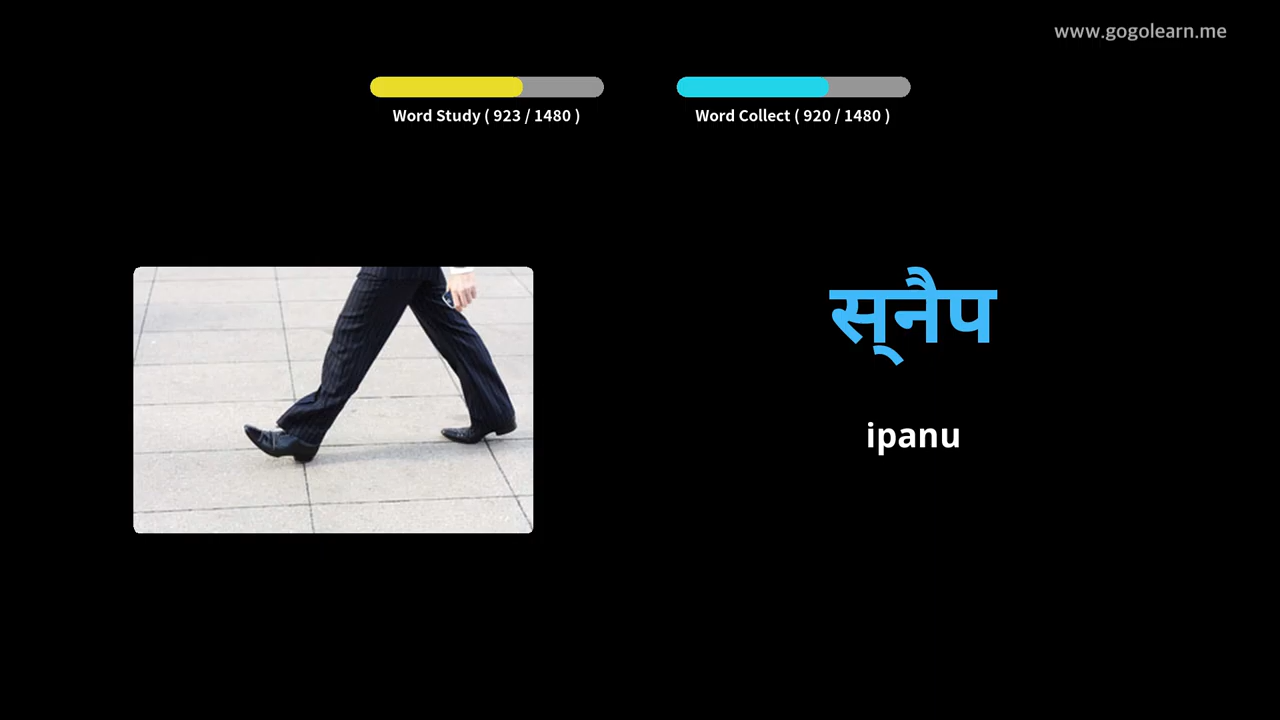 www.gogolearn.me
Word Study ( 923 / 1480 )
Word Collect ( 920 / 1480 )
स्‌नैप
ipanu